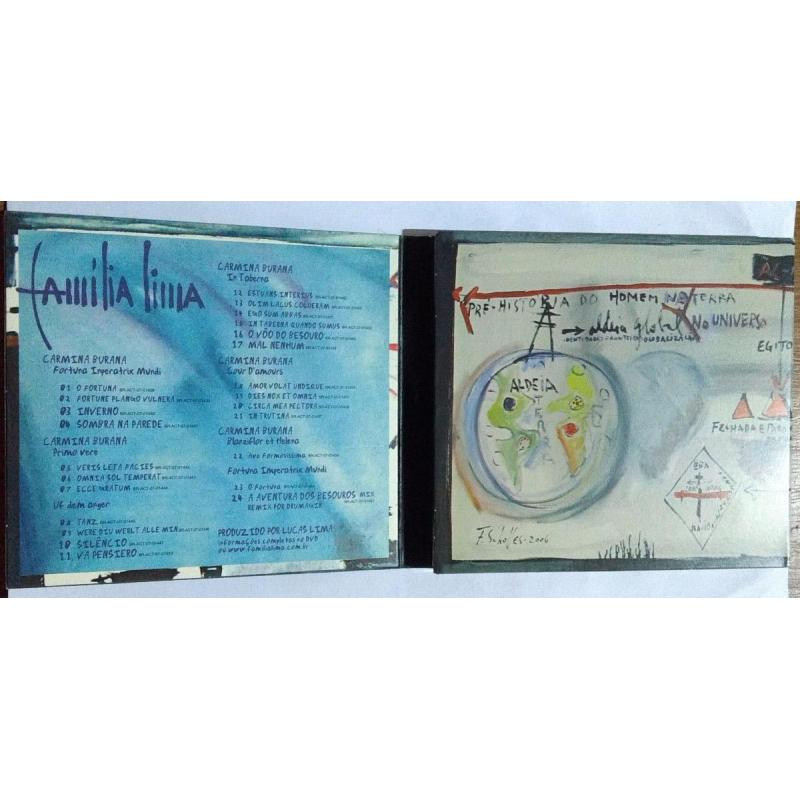 família lima
CARMINA BURANA
Fortuna Imperatrix Mundi
01 O FORTUNA
02 FORTUNE PLANGO VULNERA
03 INVERNO
04 SOMBRA NA PAREDE
CARMINA BURANA
Primo Vere
05 VERIS LETA FACIES
06 OMNIA SOL TEMPERAT
07 ECCE GRATUM
Uf dem anger
08 TANZ
09 WERE DIU WERLT ALLE MIN
10 SILÊNCIO
11 VA PENSIERO
CARMINA BURANA
In Taberna
12 ESTUANS INTERIUS
13 OLIM LACUS COLUERAM
14 EGO SUM ABBAS
15 IN TABERNA QUANDO SUMUS
16 O VÔO DO BESOURO
17 MAL NENHUM
CARMINA BURANA
Cour D'amours
18 AMOR VOLAT UNDIQUE
19 DIES NOX ET OMNIA
20 CIRCA MEA PECTORA
21 IN TRUTINA
CARMINA BURANA
Blanziflor et Helena
22 Ave Formosissima
Fortuna Imperatrix Mundi
23 O Fortuna
24 A AVENTURA DOS BESOUROS MIX
REMIX FOR DRUMANIK
PRODUZIDO POR LUCAS LIMA
informações completas no DVD
ou www.familialima.com.br
PRE-HISTORIA DO HOMEM NA TERRA
aldeia global NO UNIVERSO
EGITO
ALDEIA
FECHADA E